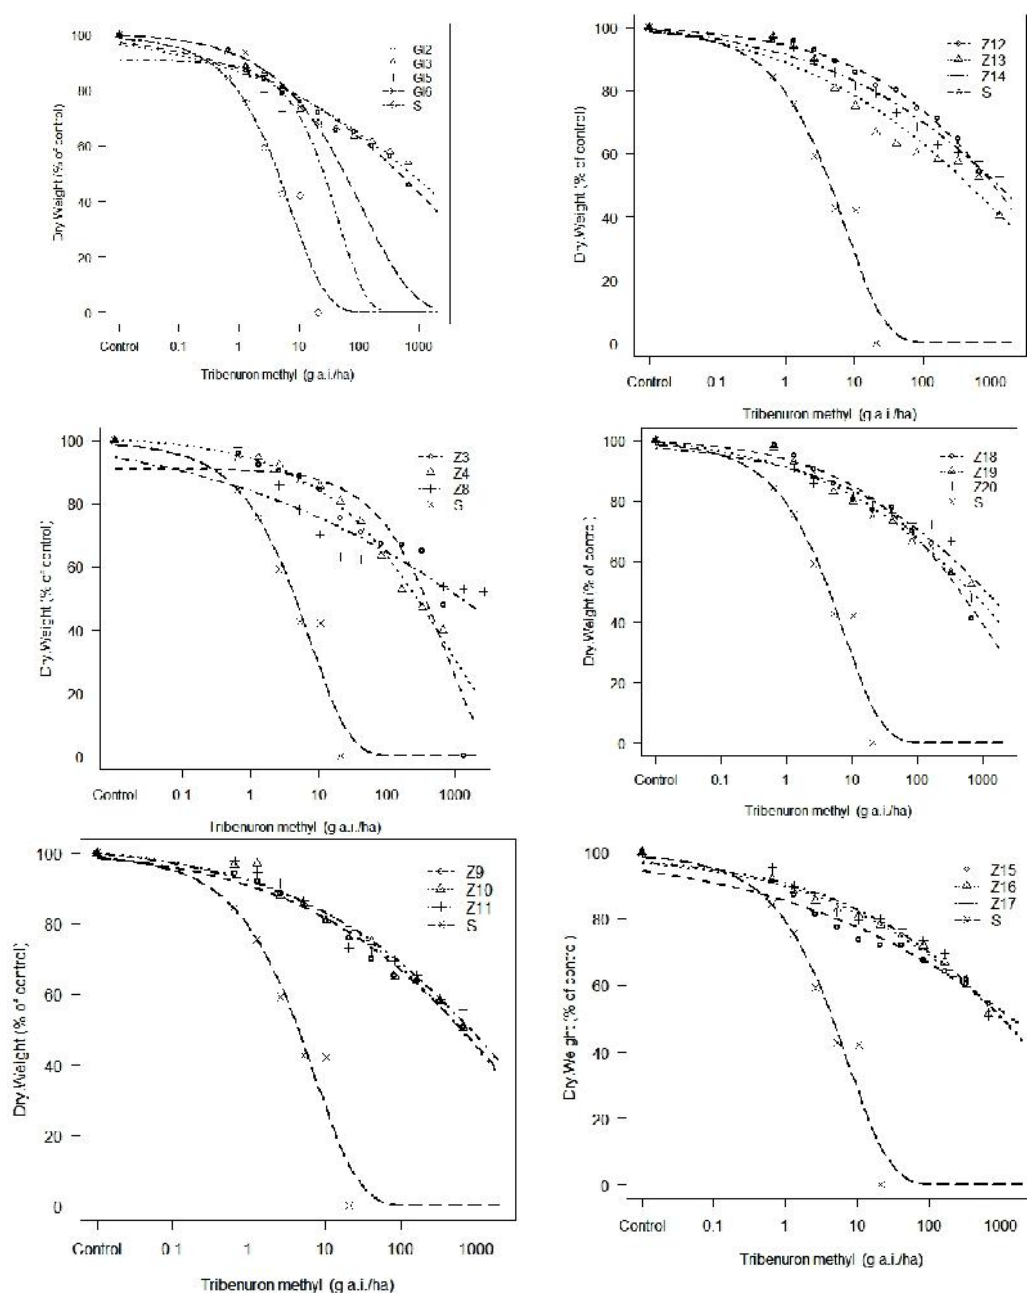 100
80
60
40
20
0
Dry.Weight (% of control)
GI2
GI3
GI5
GI6
S
Control 0.1 1 10 100 1000
Tribenuron methyl (g a.i./ha)
100
80
60
40
20
0
Dry.Weight (% of control)
Z12
Z13
Z14
S
Control 0 1 1 10 100 1000
Tribenuron methyl (g a.i./ha)
100
80
60
40
20
0
Dry.Weight (% of control)
Z3
Z4
Z8
S
Control 0 1 1 10 100 1000
Tribenuron methyl (g a.i./ha)
100
80
60
40
20
0
Dry.Weight (% of control)
Z18
Z19
Z20
S
Control 0 1 1 10 100 1000
Tribenuron methyl (g a.i./ha)
100
80
60
40
20
0
Dry.Weight (% of control)
Z9
Z10
Z11
S
Control 0 1 1 10 100 1000
Tribenuron methyl (g a.i./ha)
100
80
60
40
20
0
Dry.Weight (% of control)
Z15
Z16
Z17
S
Control 0.1 1 10 100 1000
Tribenuron methyl (g a.i./ha)